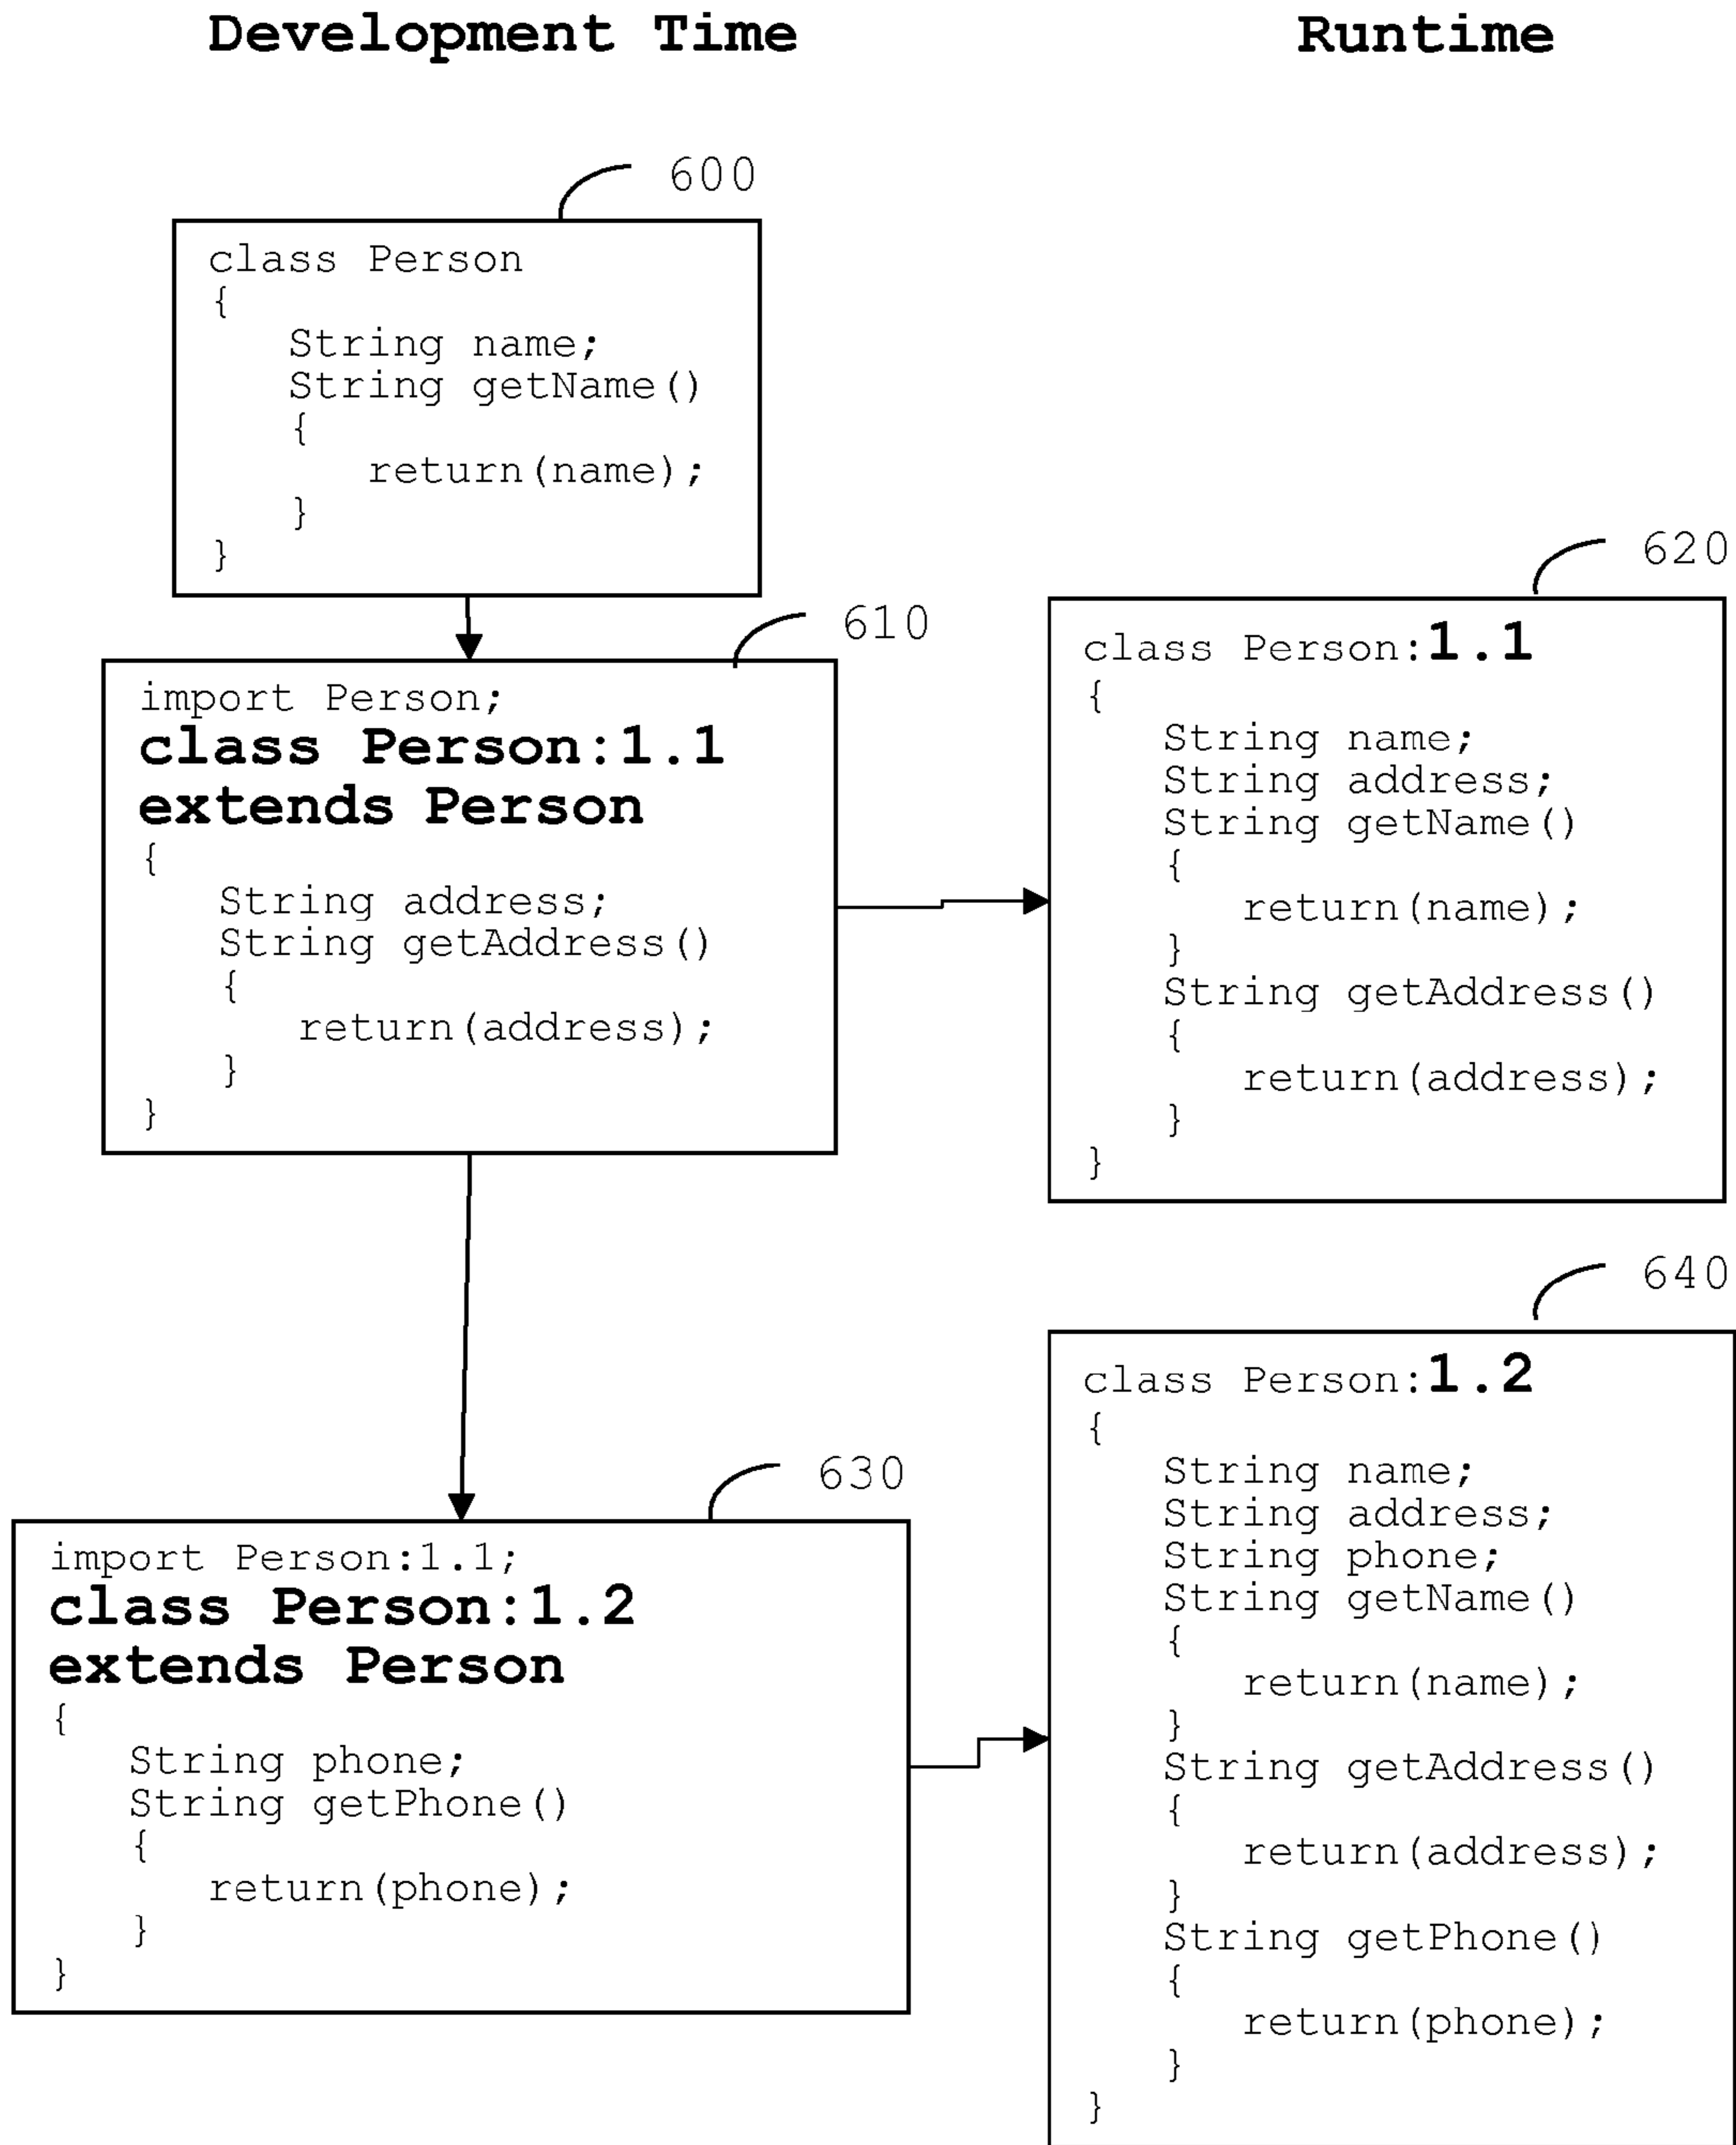 Development Time
Runtime
600
class Person
{
String name;
String getName()
{
return(name);
}
}
610
import Person;
class Person:1.1
extends Person
{
String address;
String getAddress()
{
return(address);
}
}
620
class Person:1.1
{
String name;
String address;
String getName()
{
return(name);
}
String getAddress()
{
return(address);
}
}
630
import Person:1.1;
class Person:1.2
extends Person
{
String phone;
String getPhone()
{
return(phone);
}
}
640
class Person:1.2
{
String name;
String address;
String phone;
String getName()
{
return(name);
}
String getAddress()
{
return(address);
}
String getPhone()
{
return(phone);
}
}